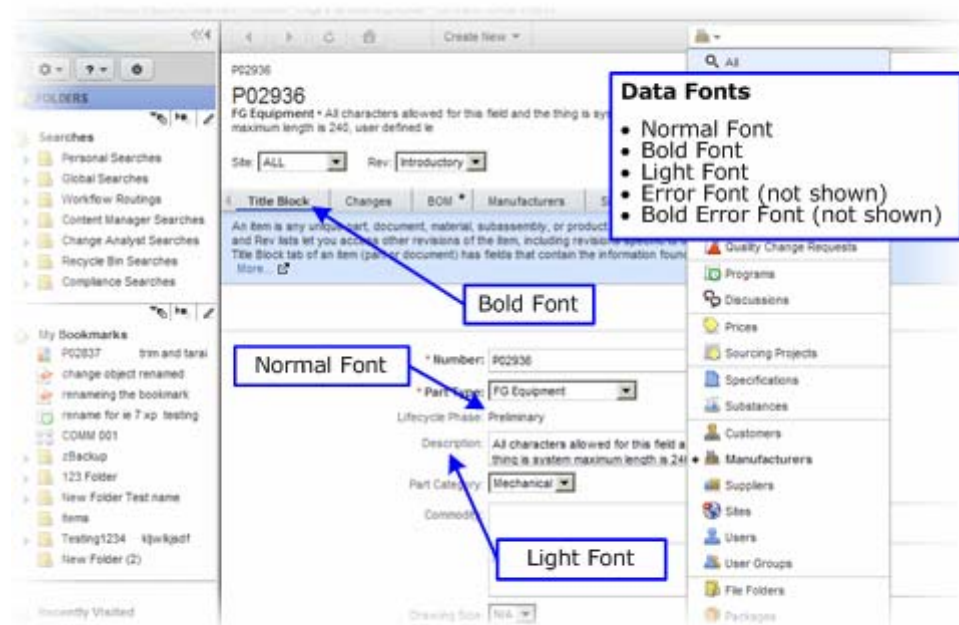 Create New
P02936
P02936
FG Equipment • All characters allowed for this field and the thing is sy
maximum length is 240, user defined le
Site: ALL Rev: Introductory
Title Block Changes BOM Manufacturers S
An item is any unique part, document, material, subassembly, or product
and Rev lists let you access other revisions of the item, including revisions specific to
Title Block tab of an item (part or document) has fields that contain the information foun
More...
FOLDERS
Searches
Personal Searches
Global Searches
Workflow Routings
Content Manager Searches
Change Analyst Searches
Recycle Bin Searches
Compliance Searches
My Bookmarks
P02837 trim and tarai
change object renamed
renameing the bookmark
rename for ie 7 xp testing
COMM 001
zBackup
123 Folder
New Folder Test name
Items
Testing1234 kljwlkjsdf
New Folder (2)
Recently Visited
Bold Font
Normal Font
* Number: P02936
* Part Type: FG Equipment
Lifecycle Phase: Preliminary
Description: All characters allowed for this field a
thing is system maximum length is 240
Part Category: Mechanical
Commodity
Light Font
Drawing Size: N/A
All
Data Fonts
• Normal Font
• Bold Font
• Light Font
• Error Font (not shown)
• Bold Error Font (not shown)
Quality Change Requests
Programs
Discussions
Prices
Sourcing Projects
Specifications
Substances
Customers
• Manufacturers
Suppliers
Sites
Users
User Groups
File Folders
Packages